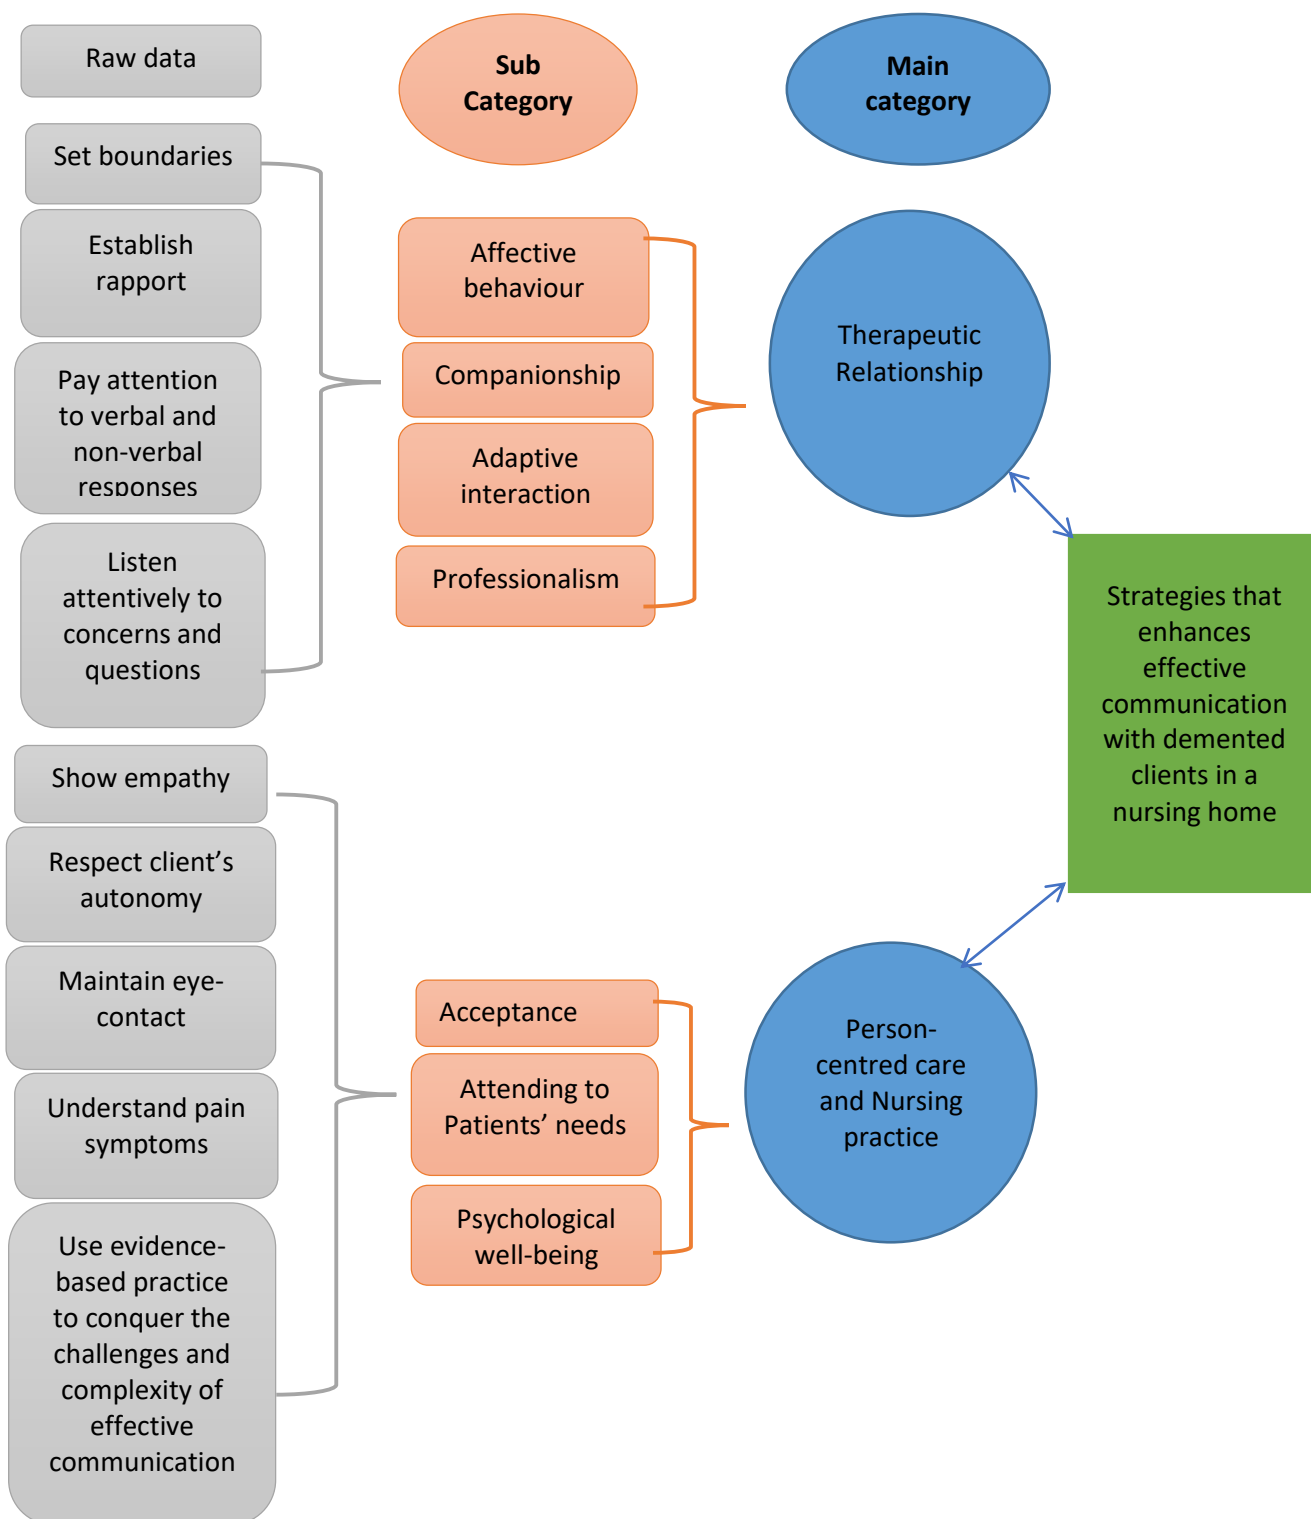 Raw data
Sub
Category
Main
category
Set boundaries
Establish
rapport
Pay attention
to verbal and
non-verbal
responses
Listen
attentively to
concerns and
questions
Affective
behaviour
Companionship
Adaptive
interaction
Professionalism
Therapeutic
Relationship
Strategies that
enhances
effective
communication
with demented
clients in a
nursing home
Show empathy
Respect client’s
autonomy
Maintain eye-
contact
Understand pain
symptoms
Use evidence-
based practice
to conquer the
challenges and
complexity of
effective
communication
Acceptance
Attending to
Patients’ needs
Psychological
well-being
Person-
centred care
and Nursing
practice